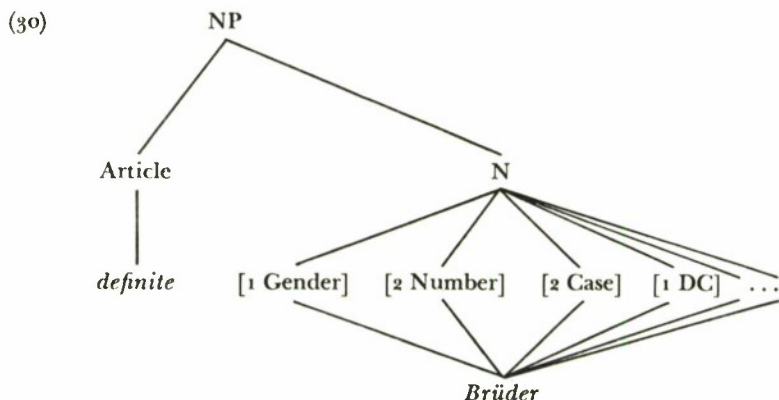 (30)
NP
Article N
definite [1 Gender] [2 Number] [2 Case] [1 DC] ...
Brüder